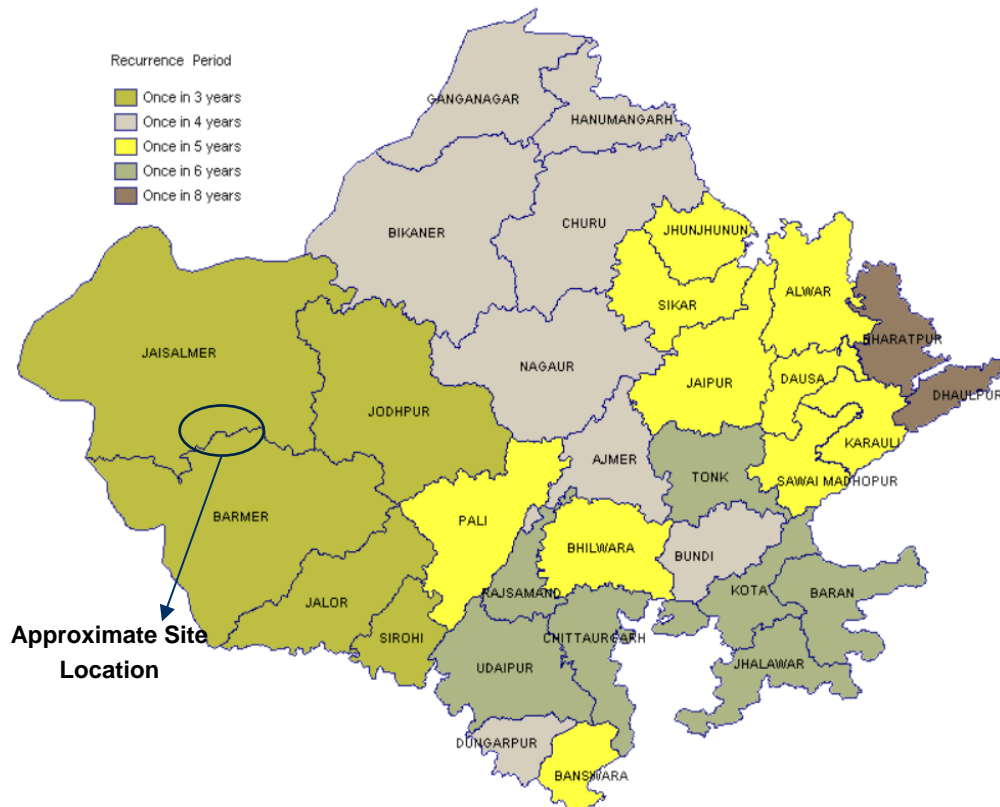 Recurrence Period
Once in 3 years
Once in 4 years
Once in 5 years
Once in 6 years
Once in 8 years
GANGANAGAR
HANUMANGARH
BIKANER
CHURU
JHUNJHUNUN
SIKAR
ALWAR
JAISALMER
NAGAUR
JAIPUR
DAUSA
BHARATPUR
DHAULPUR
JODHPUR
KARAULI
AJMER
TONK
SAWAI MADHOPUR
BARMER
PALI
BHILWARA
BUNDI
JALOR
RAJSAMAND
KOTA
BARAN
SIROHI
CHITTAURGARH
UDAIPUR
JHALAWAR
DUNGARPUR
BANSWARA
Approximate Site
Location